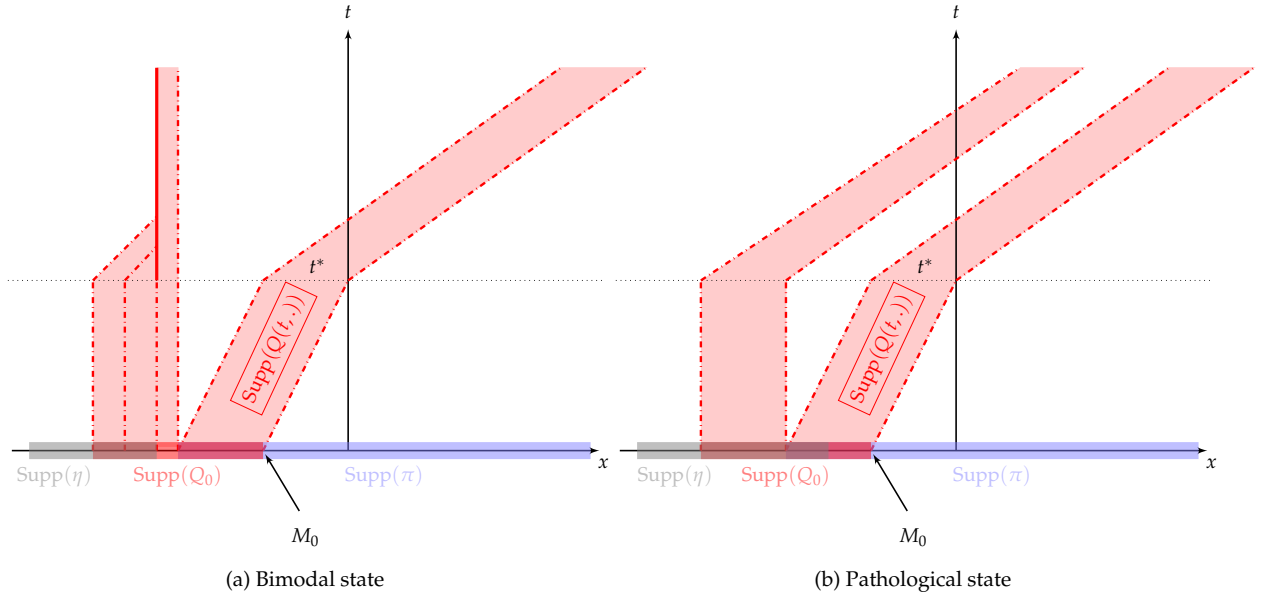 t
t
t*
t*
Supp(Q(t,.))
Supp(Q(t,.))
x
x
Supp(η)
Supp(Q₀)
Supp(π)
Supp(η)
Supp(Q₀)
Supp(π)
M₀
M₀
(a) Bimodal state
(b) Pathological state